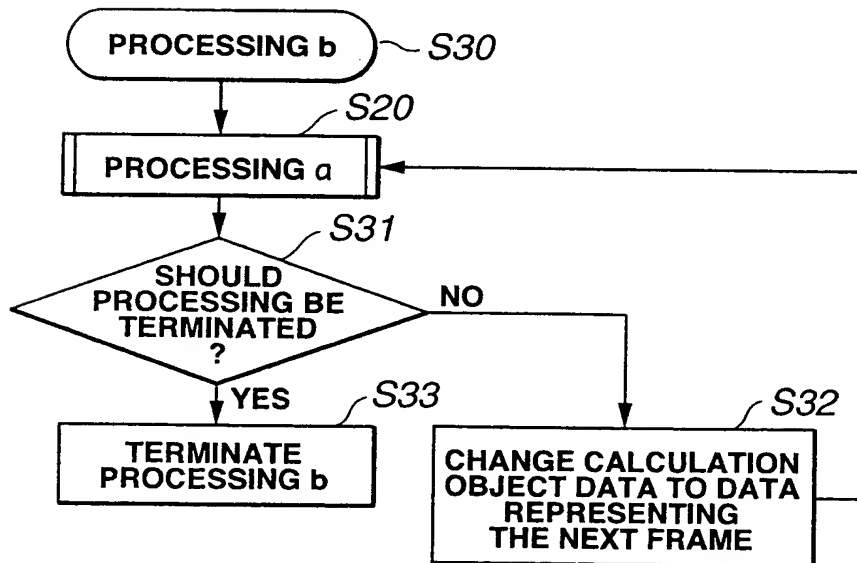 PROCESSING b
S30
S20
PROCESSING a
S31
SHOULD
PROCESSING BE
TERMINATED
?
NO
YES
S33
TERMINATE
PROCESSING b
S32
CHANGE CALCULATION
OBJECT DATA TO DATA
REPRESENTING
THE NEXT FRAME